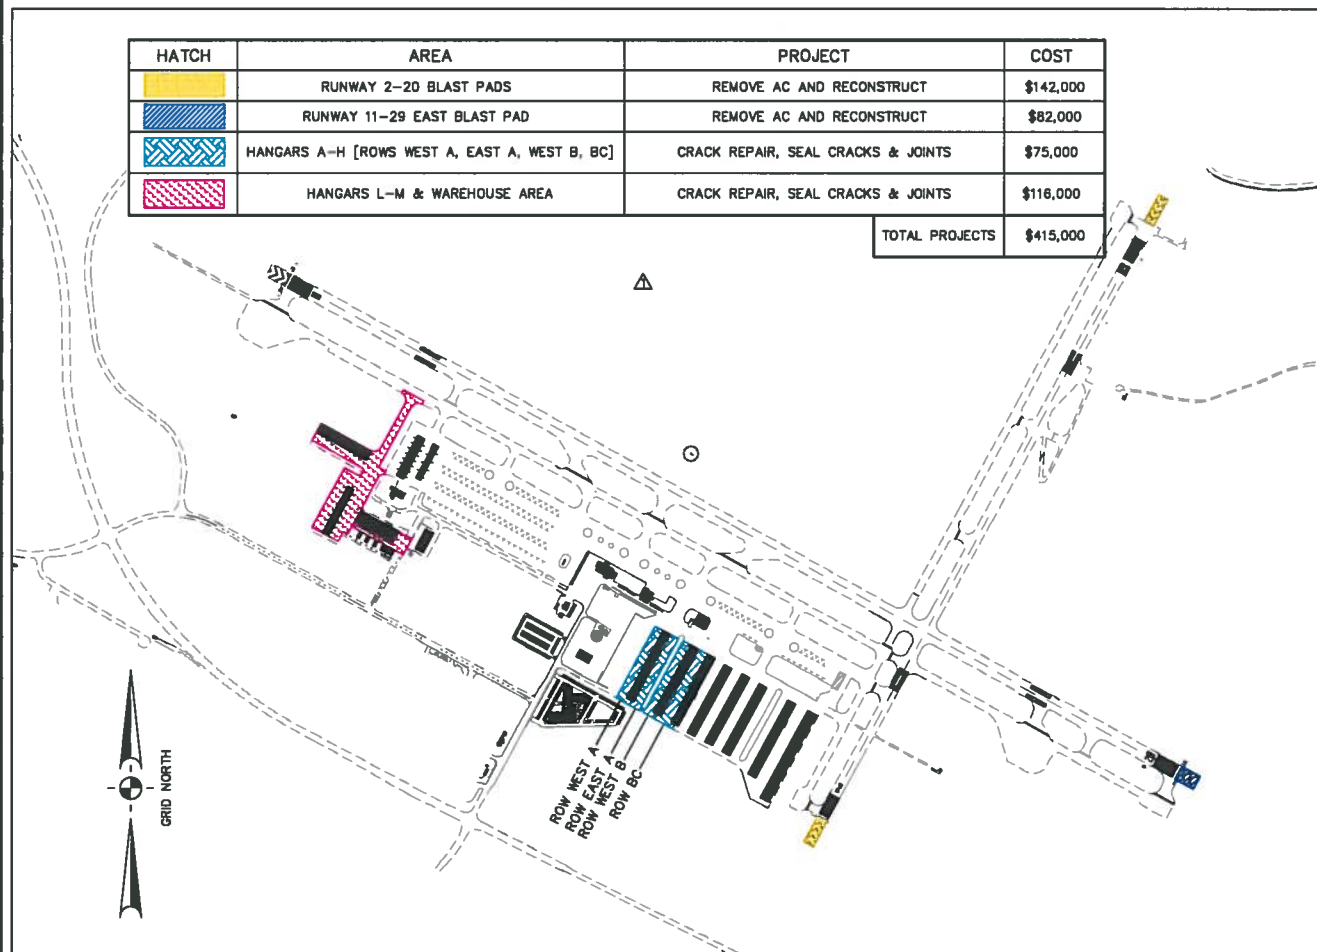 HATCH AREA PROJECT COST
RUNWAY 2-20 BLAST PADS REMOVE AC AND RECONSTRUCT $142,000
RUNWAY 11-29 EAST BLAST PAD REMOVE AC AND RECONSTRUCT $82,000
HANGARS A-H [ROWS WEST A, EAST A, WEST B, BC] CRACK REPAIR, SEAL CRACKS & JOINTS $75,000
HANGARS L-M & WAREHOUSE AREA CRACK REPAIR, SEAL CRACKS & JOINTS $116,000
TOTAL PROJECTS $415,000
ROW WEST A
ROW EAST A
ROW WEST B
ROW BC
GRID NORTH